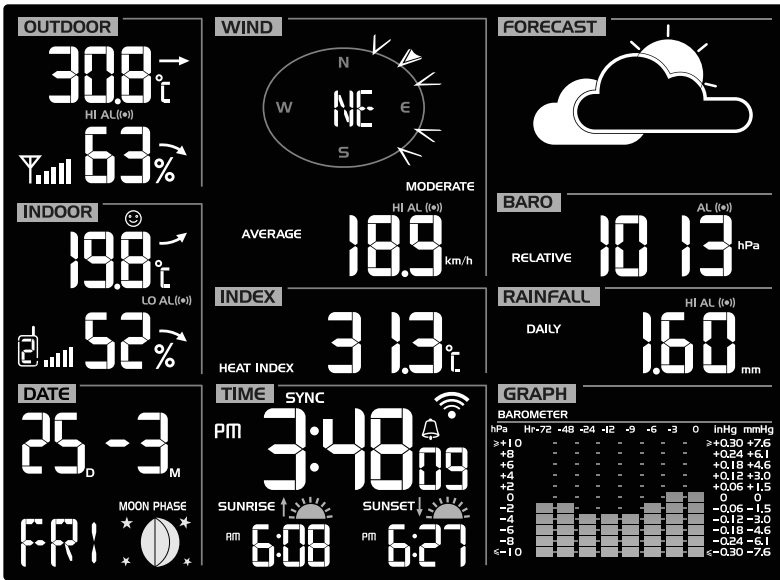 OUTDOOR
30.8 °C
HI AL((•))
63 %
INDOOR
19.8 °C
LO AL((•))
2 52 %
DATE
25 D - 3 M
FRI
MOON PHASE
WIND
N
W NE E
S
MODERATE
HI AL ((•))
AVERAGE 18.9 km/h
INDEX
HEAT INDEX 31.3 °C
TIME SYNC
PM 3:48 09
SUNRISE SUNSET
AM 6:08 PM 6:27
FORECAST
BARO
AL ((•))
RELATIVE 1013 hPa
RAINFALL
HI AL ((•))
DAILY
1.60 mm
GRAPH
BAROMETER
hPa Hr-72 -48 -24 -12 -9 -6 -3 0 inHg mmHg
≥+10 ≥+0.30 +7.6
+8 +0.24 +6.1
+6 +0.18 +4.6
+4 +0.12 +3.0
+2 +0.06 +1.5
0 0 0
-2 -0.06 -1.5
-4 -0.12 -3.0
-6 -0.18 -4.6
-8 -0.24 -6.1
≤-10 ≤-0.30 -7.6